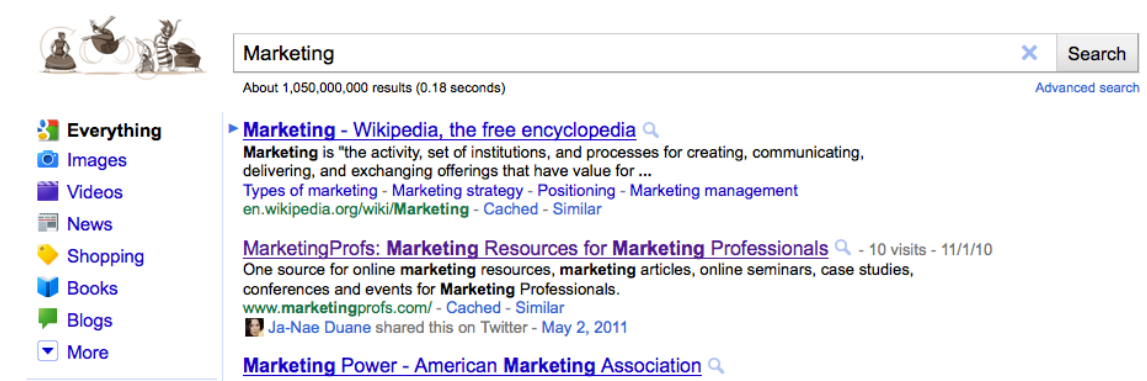 Google
Marketing
Search
About 1,050,000,000 results (0.18 seconds)
Advanced search
Everything
Images
Videos
News
Shopping
Books
Blogs
More
Marketing - Wikipedia, the free encyclopedia
Marketing is "the activity, set of institutions, and processes for creating, communicating,
delivering, and exchanging offerings that have value for ...
Types of marketing - Marketing strategy - Positioning - Marketing management
en.wikipedia.org/wiki/Marketing - Cached - Similar
MarketingProfs: Marketing Resources for Marketing Professionals - 10 visits - 11/1/10
One source for online marketing resources, marketing articles, online seminars, case studies,
conferences and events for Marketing Professionals.
www.marketingprofs.com/ - Cached - Similar
Ja-Nae Duane shared this on Twitter - May 2, 2011
Marketing Power - American Marketing Association